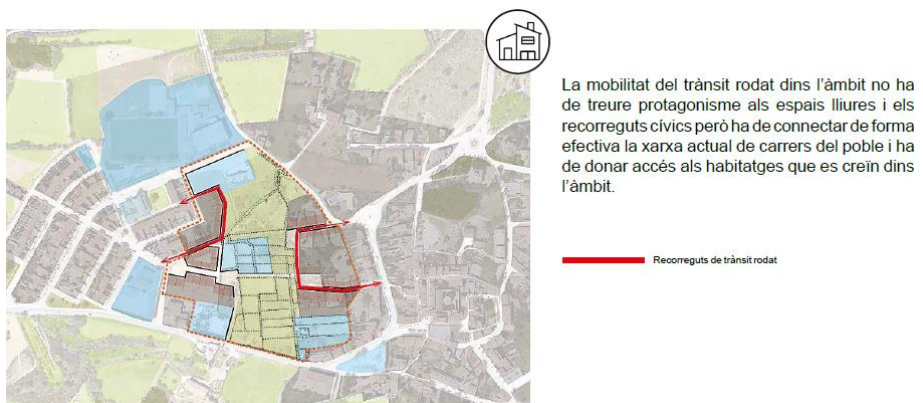 La mobilitat del trànsit rodat dins l'àmbit no ha
de treure protagonisme als espais lliures i els
recorreguts cívics però ha de connectar de forma
efectiva la xarxa actual de carrers del poble i ha
de donar accés als habitatges que es creïn dins
l'àmbit.
Recorreguts de trànsit rodat